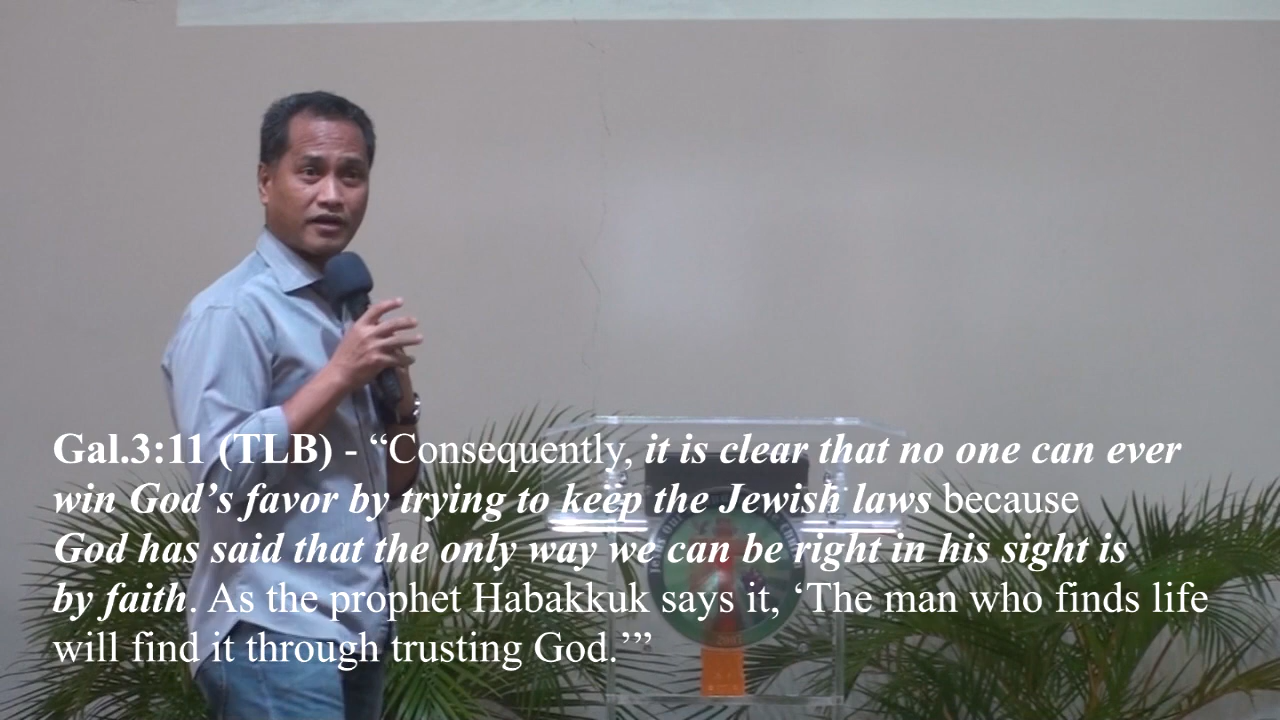 Gal.3:11 (TLB) - “Consequently, it is clear that no one can ever
win God’s favor by trying to keep the Jewish laws because
God has said that the only way we can be right in his sight is
by faith. As the prophet Habakkuk says it, ‘The man who finds life
will find it through trusting God.’”